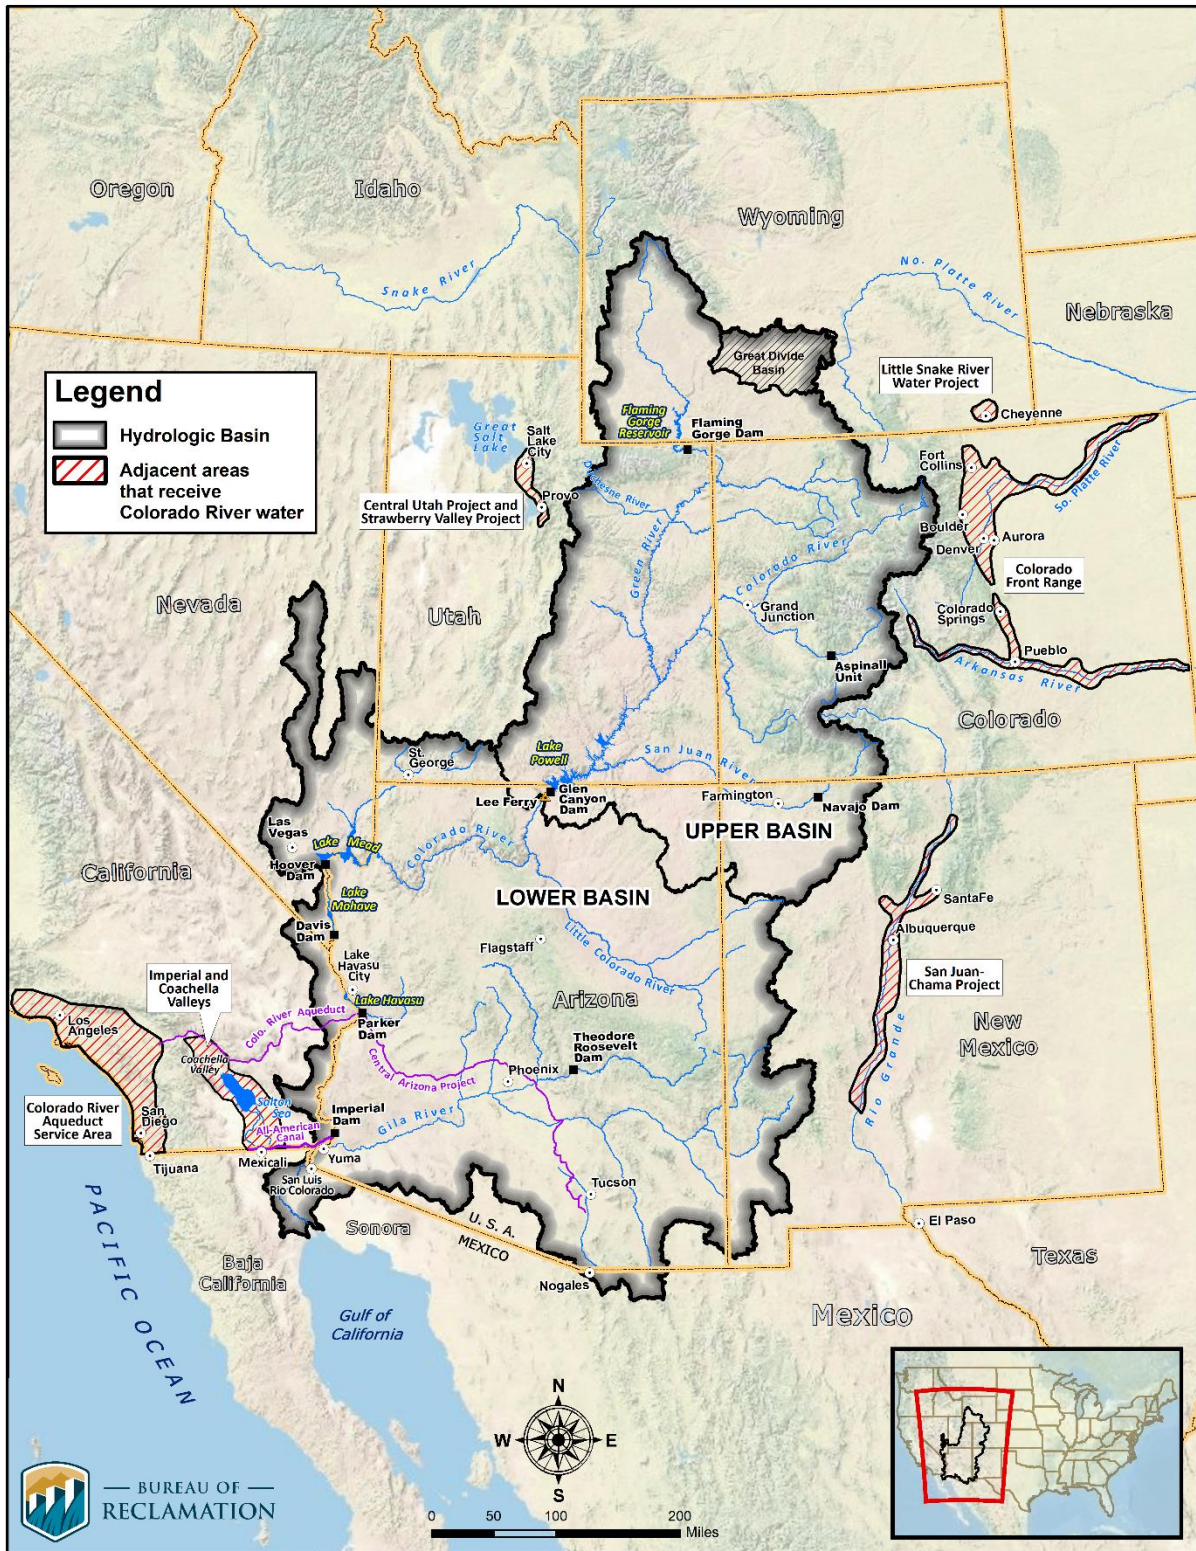 Oregon
Idaho
Wyoming
Snake River
No. Platte River
Nebraska
Great Divide
Basin
Little Snake River
Water Project
Cheyenne
Legend
Hydrologic Basin
Adjacent areas
that receive
Colorado River water
Great
Salt
Lake
Salt
Lake
City
Flaming
Gorge
Reservoir
Flaming
Gorge Dam
Fort
Collins
So. Platte River
Duchesne River
Provo
Central Utah Project and
Strawberry Valley Project
Boulder
Denver
Aurora
Colorado
Front Range
Green River
Colorado River
Nevada
Utah
Grand
Junction
Colorado
Springs
Pueblo
Aspinall
Unit
Arkansas River
Colorado
St.
George
Lake
Powell
San Juan River
Lee Ferry
Glen
Canyon
Dam
Farmington
Navajo Dam
UPPER BASIN
Las
Vegas
Lake Mead
Colorado River
Hoover
Dam
California
Lake
Mohave
LOWER BASIN
SantaFe
Davis
Dam
Flagstaff
Little Colorado River
Albuquerque
Lake
Havasu
City
Imperial and
Coachella
Valleys
San Juan-
Chama Project
Lake Havasu
Arizona
Los
Angeles
Colo. River Aqueduct
Parker
Dam
New
Mexico
Coachella
Valley
Central Arizona Project
Theodore
Roosevelt
Dam
Phoenix
Rio Grande
Salton
Sea
Colorado River
Aqueduct
Service Area
San
Diego
Imperial
Dam
Gila River
All-American
Canal
Tijuana
Mexicali
Yuma
San Luis
Rio Colorado
Tucson
PACIFIC OCEAN
Sonora
U. S. A.
MEXICO
El Paso
Baja
California
Nogales
Texas
Gulf of
California
Mexico
N
W
E
S
BUREAU OF
RECLAMATION
0 50 100 200
Miles